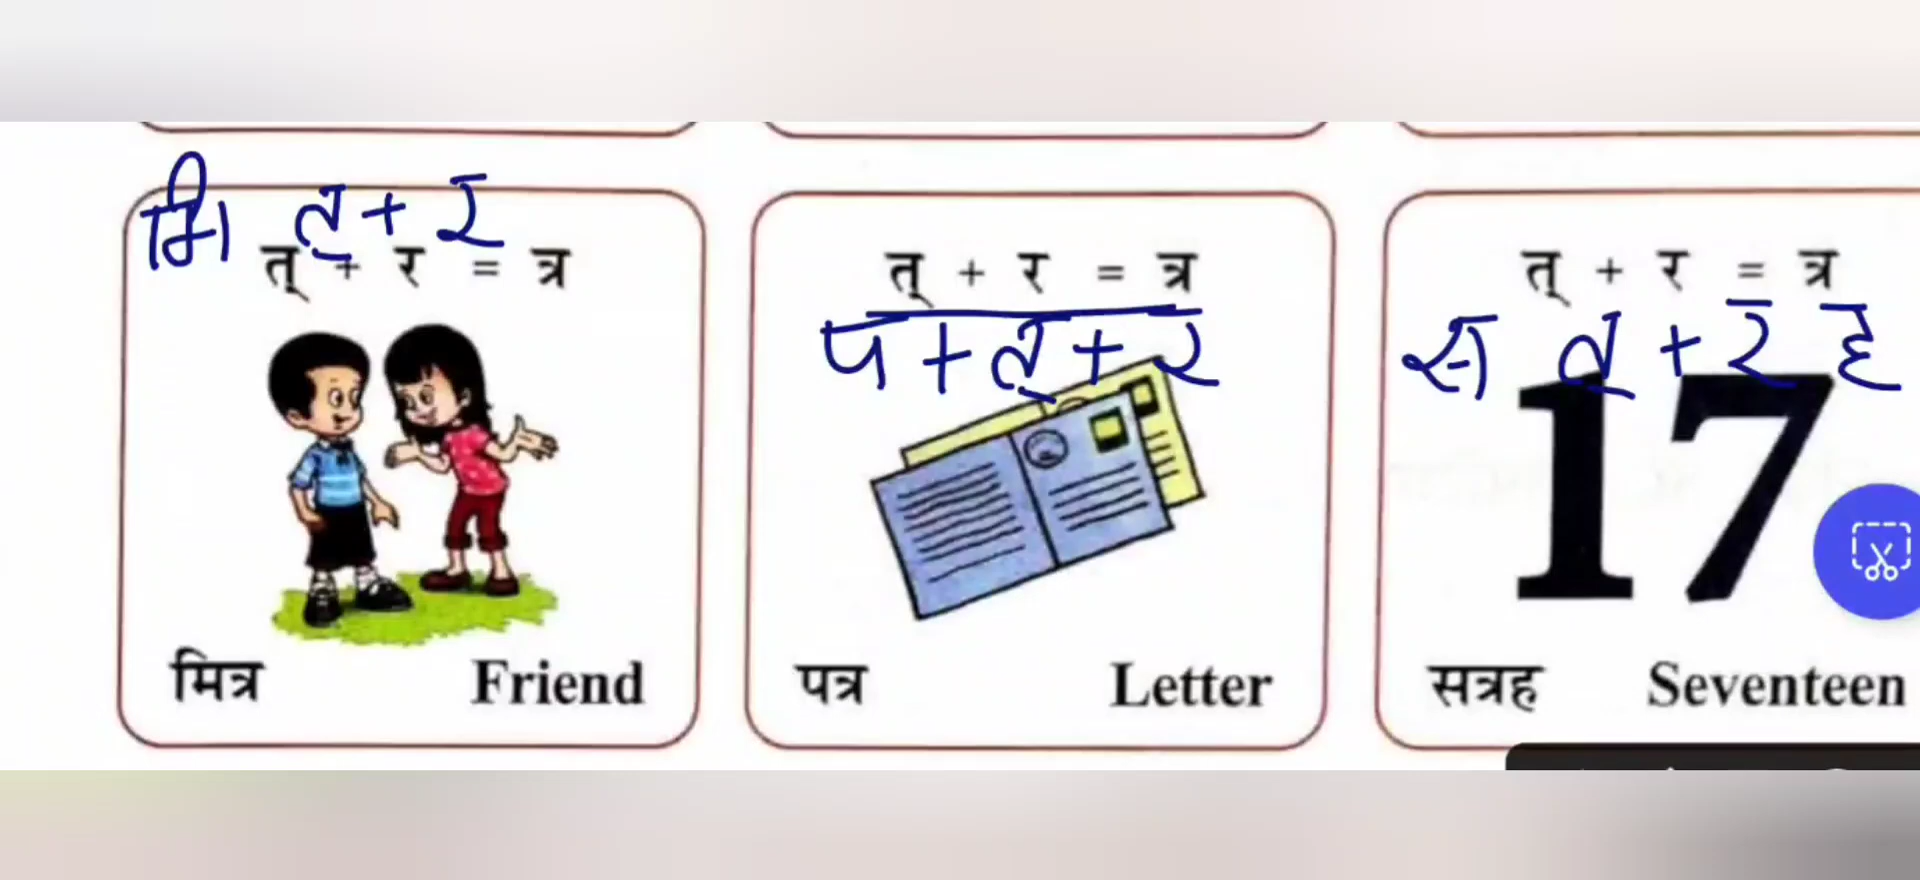 मि त् + र
त् + र = त्र
मित्र Friend
त् + र = त्र
प + त् + र
पत्र Letter
त् + र = त्र
स त् + र ह
17
सत्रह Seventeen